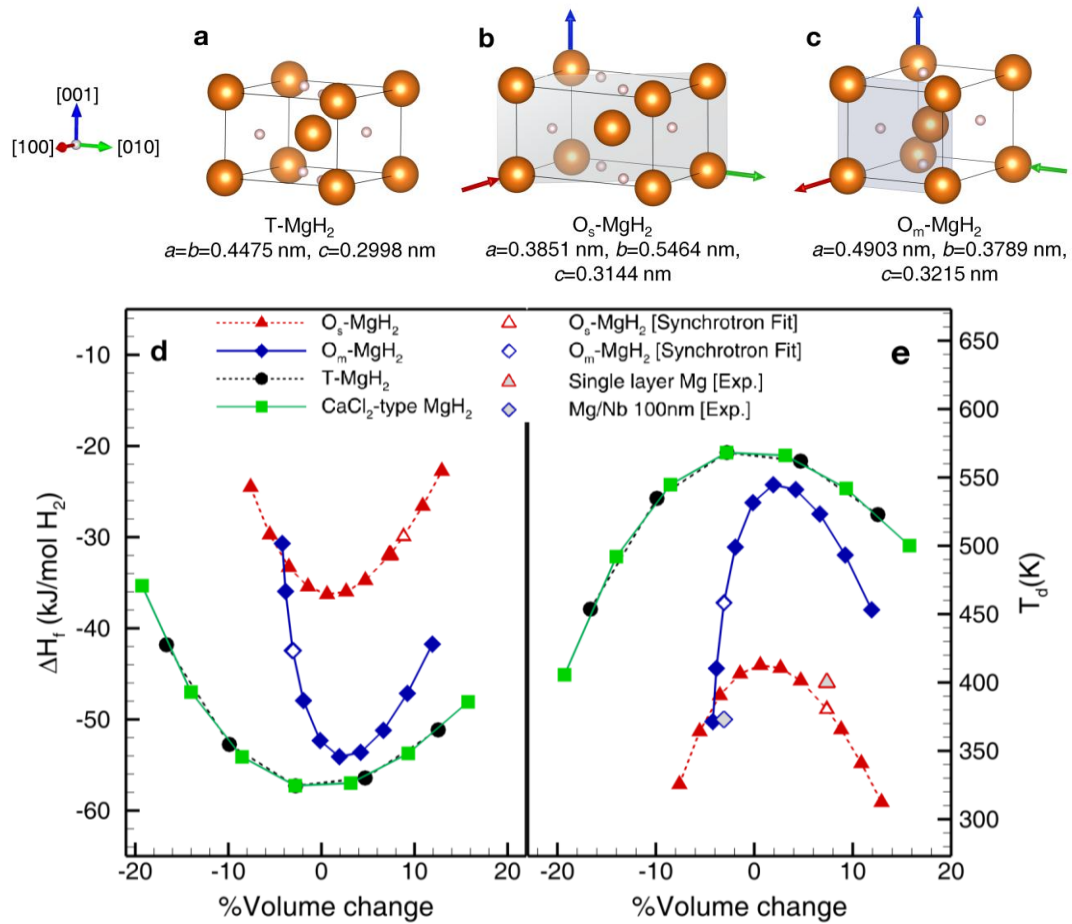 a
b
c
[001]
[100]
[010]
T-MgH2
a=b=0.4475 nm, c=0.2998 nm
Os-MgH2
a=0.3851 nm, b=0.5464 nm,
c=0.3144 nm
Om-MgH2
a=0.4903 nm, b=0.3789 nm,
c=0.3215 nm
d
Os-MgH2
Om-MgH2
T-MgH2
CaCl2-type MgH2
Os-MgH2 [Synchrotron Fit]
Om-MgH2 [Synchrotron Fit]
Single layer Mg [Exp.]
Mg/Nb 100nm [Exp.]
e
ΔHf (kJ/mol H2)
-10
-20
-30
-40
-50
-60
-20
-10
0
10
20
%Volume change
-20
-10
0
10
20
%Volume change
650
600
550
500
450
400
350
300
Td(K)